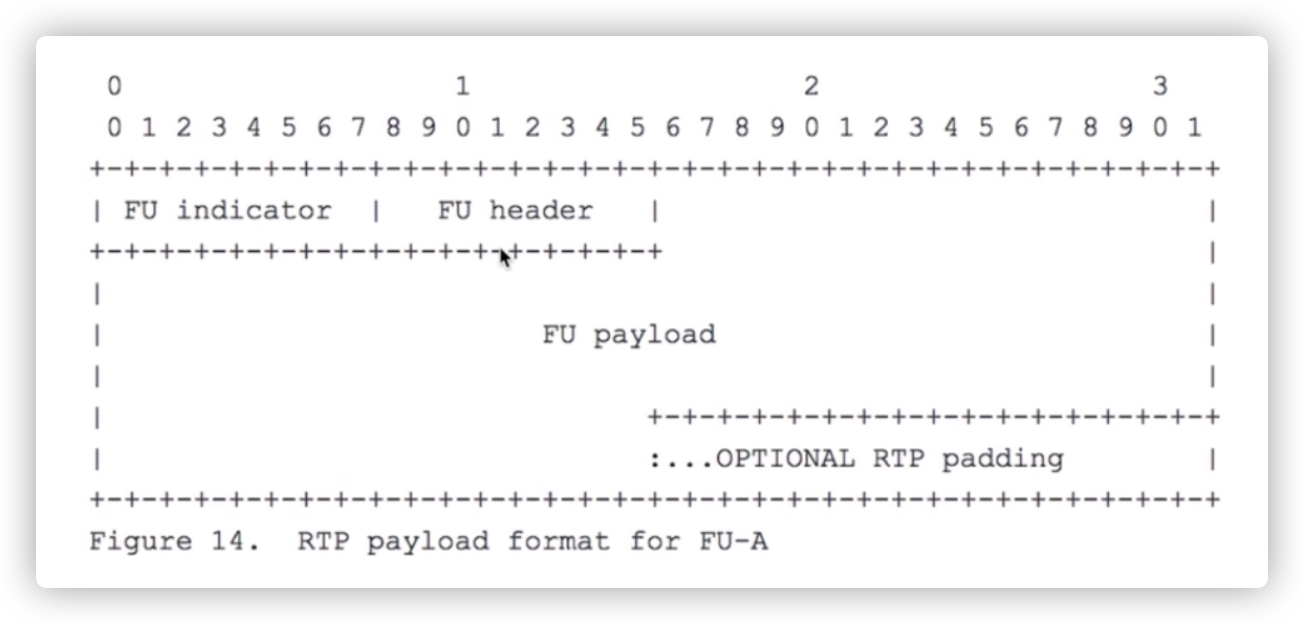 0 1 2 3
0 1 2 3 4 5 6 7 8 9 0 1 2 3 4 5 6 7 8 9 0 1 2 3 4 5 6 7 8 9 0 1
+-+-+-+-+-+-+-+-+-+-+-+-+-+-+-+-+-+-+-+-+-+-+-+-+-+-+-+-+-+-+-+-+
| FU indicator | FU header | |
+-+-+-+-+-+-+-+-+-+-+-+-+-+-+-+-+ |
| |
| FU payload |
| |
| +-+-+-+-+-+-+-+-+-+-+-+-+-+-+-+-+
| :...OPTIONAL RTP padding |
+-+-+-+-+-+-+-+-+-+-+-+-+-+-+-+-+-+-+-+-+-+-+-+-+-+-+-+-+-+-+-+-+
Figure 14. RTP payload format for FU-A